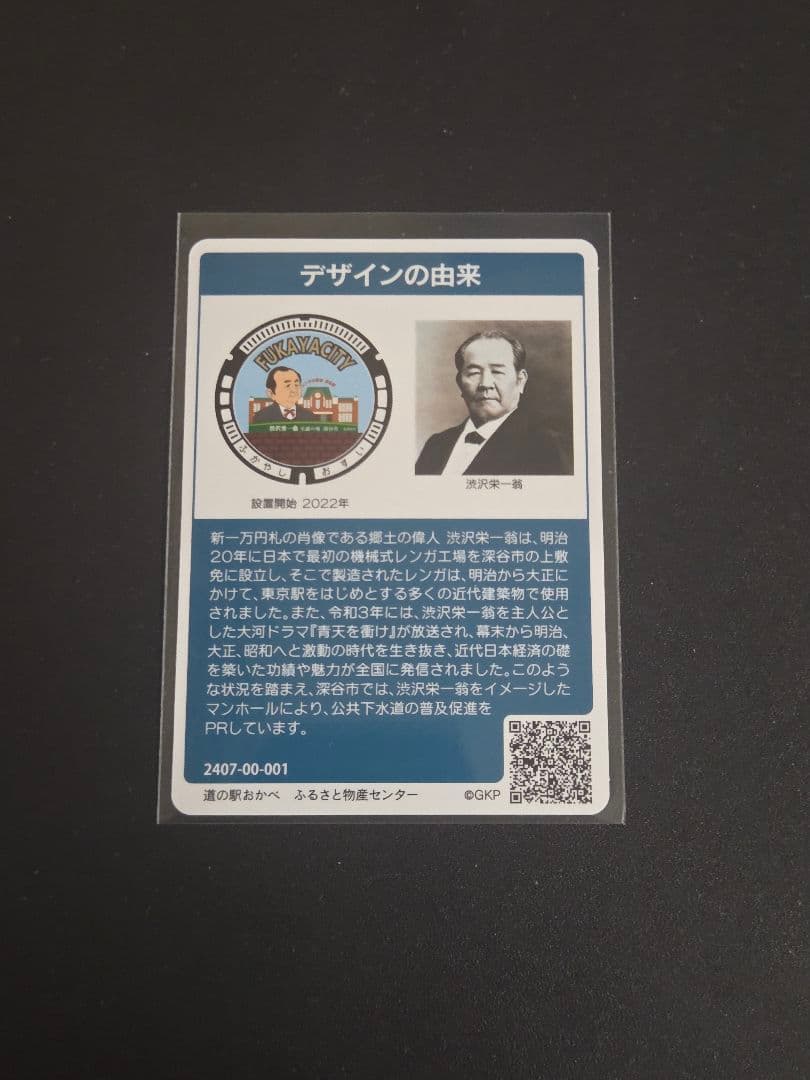 デザインの由来
FUKAYACITY
ふかやし おすい
設置開始 2022年
渋沢栄一翁
新一万円札の肖像である郷土の偉人 渋沢栄一翁は、明治
20年に日本で最初の機械式レンガ工場を深谷市の上敷
免に設立し、そこで製造されたレンガは、明治から大正に
かけて、東京駅をはじめとする多くの近代建築物で使用
されました。また、令和3年には、渋沢栄一翁を主人公と
した大河ドラマ『青天を衝け』が放送され、幕末から明治、
大正、昭和へと激動の時代を生き抜き、近代日本経済の礎
を築いた功績や魅力が全国に発信されました。このよう
な状況を踏まえ、深谷市では、渋沢栄一翁をイメージした
マンホールにより、公共下水道の普及促進を
PRしています。
2407-00-001
道の駅おかべ ふるさと物産センター ©GKP